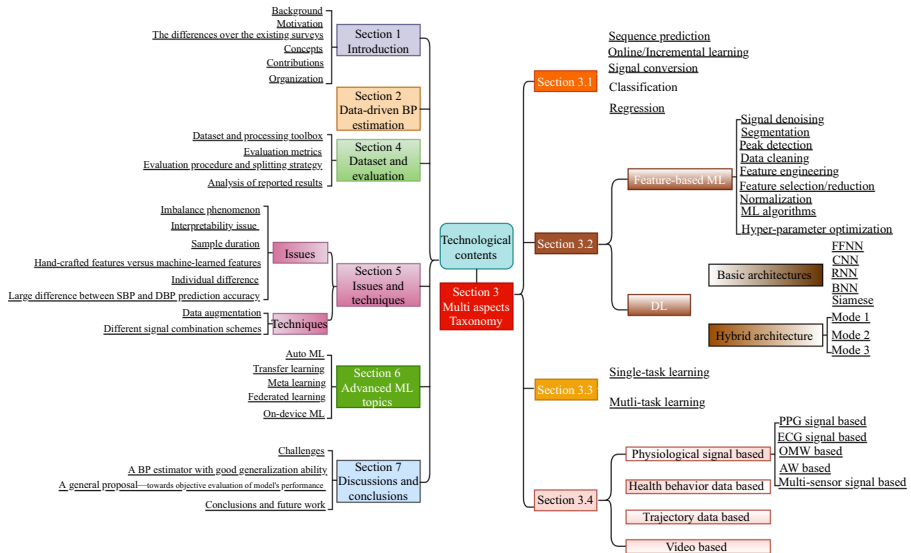 Background
Motivation
The differences over the existing surveys
Concepts
Contributions
Organization
Section 1
Introduction
Section 2
Data-driven BP
estimation
Dataset and processing toolbox
Evaluation metrics
Evaluation procedure and splitting strategy
Analysis of reported results
Section 4
Dataset and
evaluation
Imbalance phenomenon
Interpretability issue
Sample duration
Hand-crafted features versus machine-learned features
Individual difference
Large difference between SBP and DBP prediction accuracy
Issues
Data augmentation
Different signal combination schemes
Techniques
Section 5
Issues and
techniques
Auto ML
Transfer learning
Meta learning
Federated learning
On-device ML
Section 6
Advanced ML
topics
Challenges
A BP estimator with good generalization ability
A general proposal—towards objective evaluation of model's performance
Conclusions and future work
Section 7
Discussions and
conclusions
Technological
contents
Section 3
Multi aspects
Taxonomy
Section 3.1
Sequence prediction
Online/Incremental learning
Signal conversion
Classification
Regression
Section 3.2
Feature-based ML
Signal denoising
Segmentation
Peak detection
Data cleaning
Feature engineering
Feature selection/reduction
Normalization
ML algorithms
Hyper-parameter optimization
DL
Basic architectures
FFNN
CNN
RNN
BNN
Siamese
Hybrid architecture
Mode 1
Mode 2
Mode 3
Section 3.3
Single-task learning
Mutli-task learning
Section 3.4
Physiological signal based
PPG signal based
ECG signal based
OMW based
AW based
Multi-sensor signal based
Health behavior data based
Trajectory data based
Video based